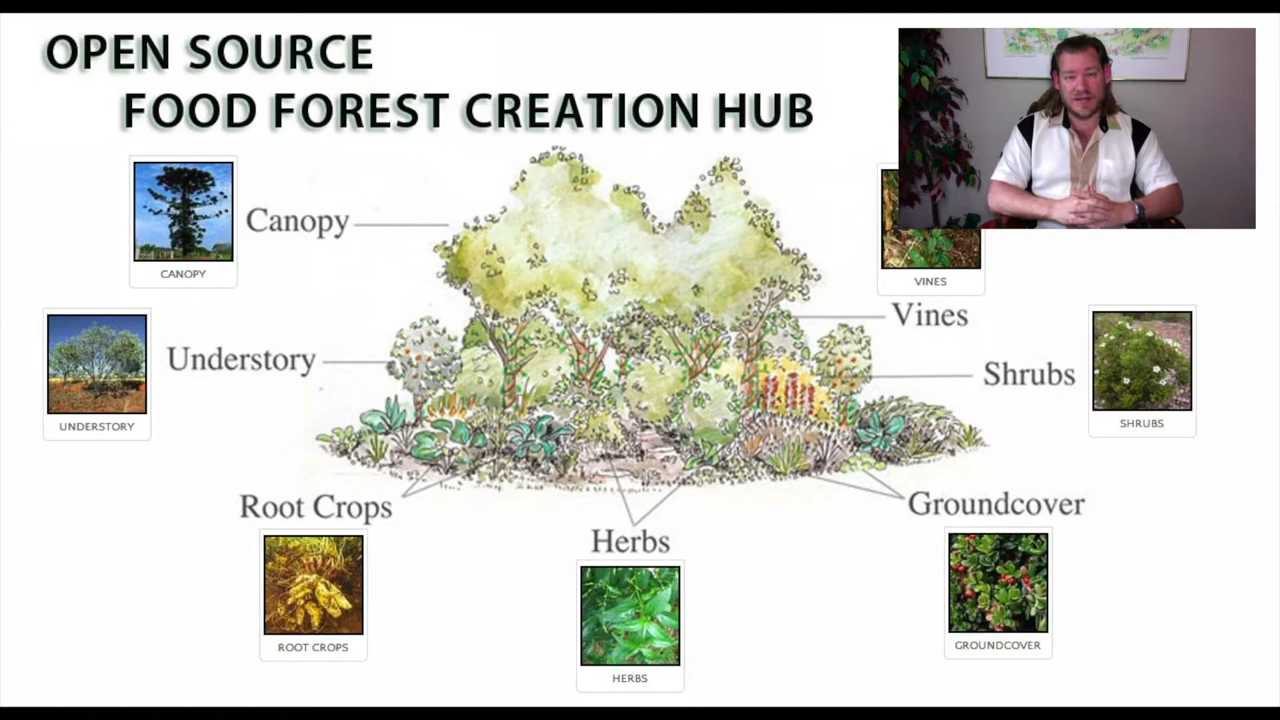 OPEN SOURCE
FOOD FOREST CREATION HUB
CANOPY
Canopy
VINES
Vines
UNDERSTORY
Understory
Shrubs
SHRUBS
Root Crops
ROOT CROPS
Herbs
HERBS
Groundcover
GROUNDCOVER